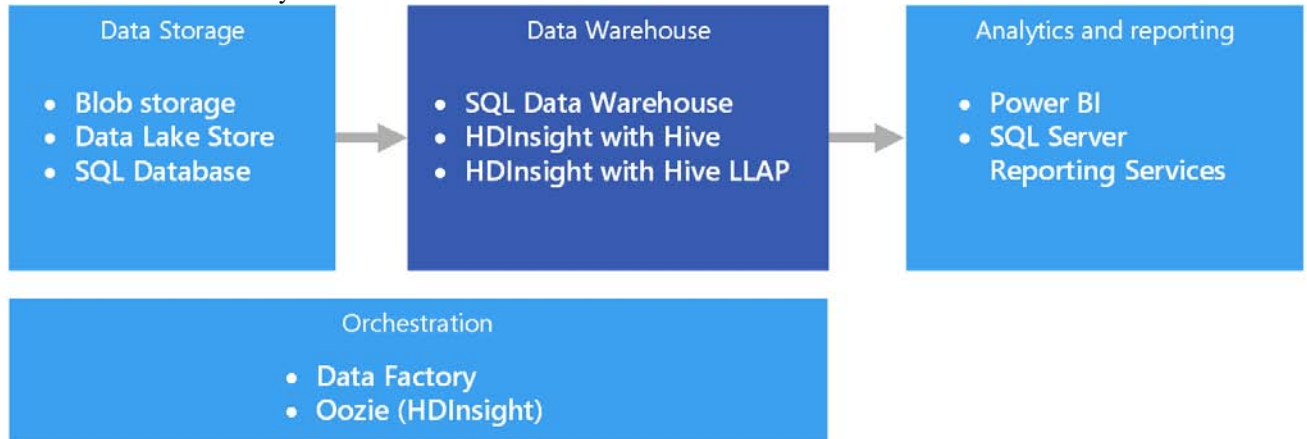 Data Storage
• Blob storage
• Data Lake Store
• SQL Database
Data Warehouse
• SQL Data Warehouse
• HDInsight with Hive
• HDInsight with Hive LLAP
Analytics and reporting
• Power BI
• SQL Server
Reporting Services
Orchestration
• Data Factory
• Oozie (HDInsight)